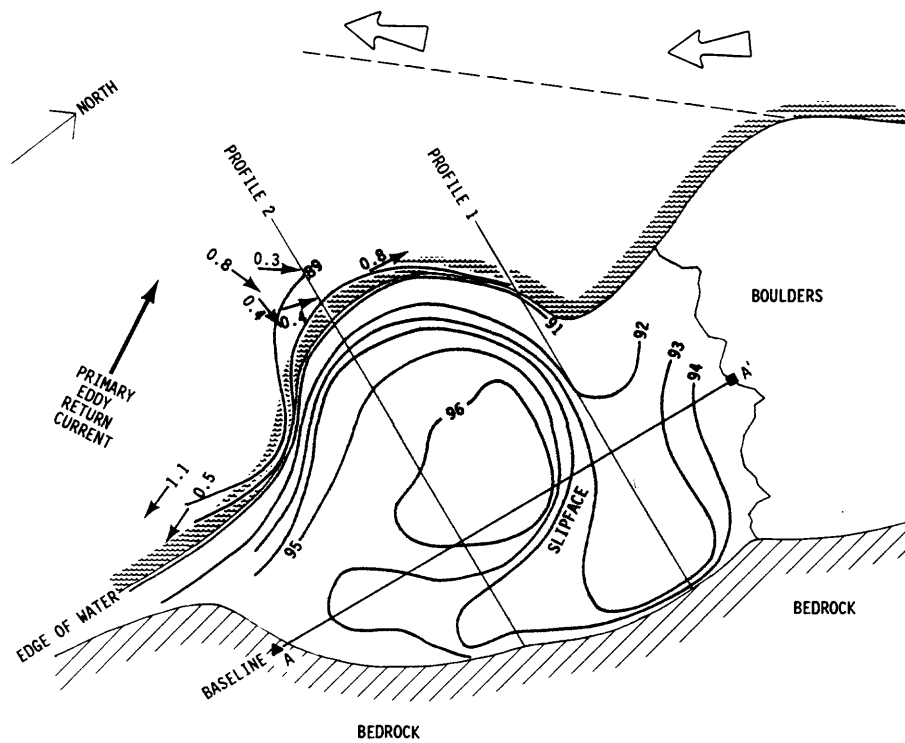 NORTH
PROFILE 2
PROFILE 1
0.8
0.3
89
0.8
0.4
0.4
91
92
93
94
BOULDERS
A'
PRIMARY
EDDY
RETURN
CURRENT
96
1.1
0.5
95
SLIPFACE
EDGE OF WATER
BASELINE
A
BEDROCK
BEDROCK